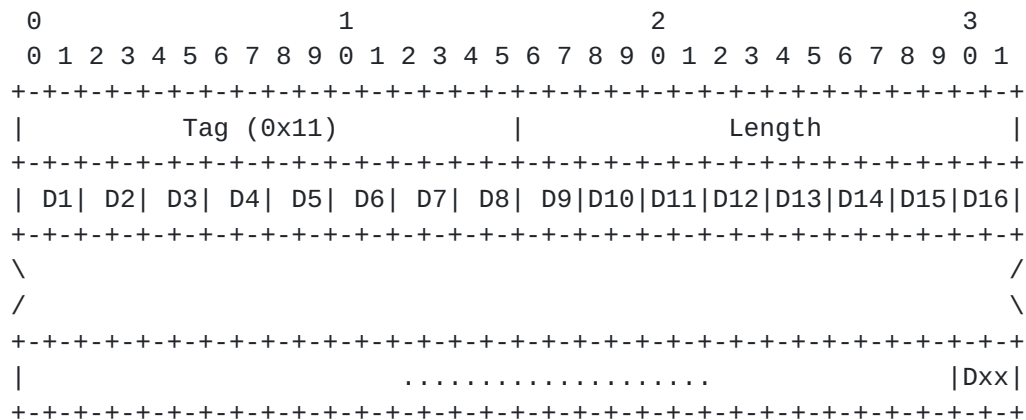 0                   1                   2                   3
 0 1 2 3 4 5 6 7 8 9 0 1 2 3 4 5 6 7 8 9 0 1 2 3 4 5 6 7 8 9 0 1
+-+-+-+-+-+-+-+-+-+-+-+-+-+-+-+-+-+-+-+-+-+-+-+-+-+-+-+-+-+-+-+-+
|          Tag (0x11)           |             Length            |
+-+-+-+-+-+-+-+-+-+-+-+-+-+-+-+-+-+-+-+-+-+-+-+-+-+-+-+-+-+-+-+-+
| D1| D2| D3| D4| D5| D6| D7| D8| D9|D10|D11|D12|D13|D14|D15|D16|
+-+-+-+-+-+-+-+-+-+-+-+-+-+-+-+-+-+-+-+-+-+-+-+-+-+-+-+-+-+-+-+-+
\                                                               /
/                                                               \
+-+-+-+-+-+-+-+-+-+-+-+-+-+-+-+-+-+-+-+-+-+-+-+-+-+-+-+-+-+-+-+-+
|                        ....................               |Dxx|
+-+-+-+-+-+-+-+-+-+-+-+-+-+-+-+-+-+-+-+-+-+-+-+-+-+-+-+-+-+-+-+-+